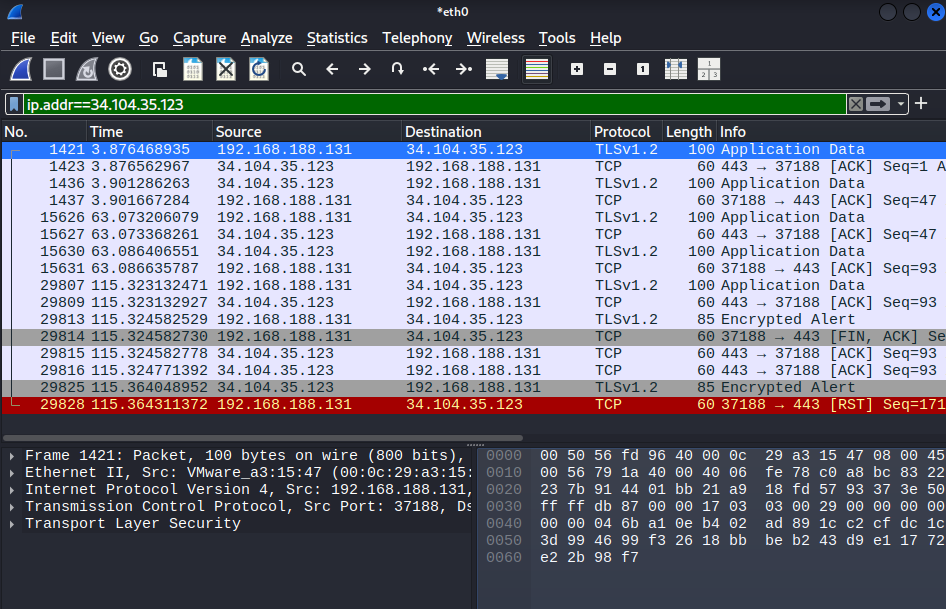 *eth0
File Edit View Go Capture Analyze Statistics Telephony Wireless Tools Help
ip.addr==34.104.35.123
No. Time Source Destination Protocol Length Info
1421 3.876468935 192.168.188.131 34.104.35.123 TLSv1.2 100 Application Data
1423 3.876562967 34.104.35.123 192.168.188.131 TCP 60 443 → 37188 [ACK] Seq=1 A
1436 3.901286263 34.104.35.123 192.168.188.131 TLSv1.2 100 Application Data
1437 3.901667284 192.168.188.131 34.104.35.123 TCP 60 37188 → 443 [ACK] Seq=47
15626 63.073206079 192.168.188.131 34.104.35.123 TLSv1.2 100 Application Data
15627 63.073368261 34.104.35.123 192.168.188.131 TCP 60 443 → 37188 [ACK] Seq=47
15630 63.086406551 34.104.35.123 192.168.188.131 TLSv1.2 100 Application Data
15631 63.086635787 192.168.188.131 34.104.35.123 TCP 60 37188 → 443 [ACK] Seq=93
29807 115.323132471 192.168.188.131 34.104.35.123 TLSv1.2 100 Application Data
29809 115.323132927 34.104.35.123 192.168.188.131 TCP 60 443 → 37188 [ACK] Seq=93
29813 115.324582529 192.168.188.131 34.104.35.123 TLSv1.2 85 Encrypted Alert
29814 115.324582730 192.168.188.131 34.104.35.123 TCP 60 37188 → 443 [FIN, ACK] Se
29815 115.324582778 34.104.35.123 192.168.188.131 TCP 60 443 → 37188 [ACK] Seq=93
29816 115.324771392 34.104.35.123 192.168.188.131 TCP 60 443 → 37188 [ACK] Seq=93
29825 115.364048952 34.104.35.123 192.168.188.131 TLSv1.2 85 Encrypted Alert
29828 115.364311372 192.168.188.131 34.104.35.123 TCP 60 37188 → 443 [RST] Seq=171
Frame 1421: Packet, 100 bytes on wire (800 bits),
Ethernet II, Src: VMware_a3:15:47 (00:0c:29:a3:15:
Internet Protocol Version 4, Src: 192.168.188.131,
Transmission Control Protocol, Src Port: 37188, Ds
Transport Layer Security
0000 00 50 56 fd 96 40 00 0c 29 a3 15 47 08 00 45
0010 00 56 79 1a 40 00 40 06 fe 78 c0 a8 bc 83 22
0020 23 7b 91 44 01 bb 21 a9 18 fd 57 93 37 3e 50
0030 ff ff db 87 00 00 17 03 03 00 29 00 00 00 00
0040 00 00 04 6b a1 0e b4 02 ad 89 1c c2 cf dc 1c
0050 3d 99 46 99 f3 26 18 bb be b2 43 d9 e1 17 72
0060 e2 2b 98 f7